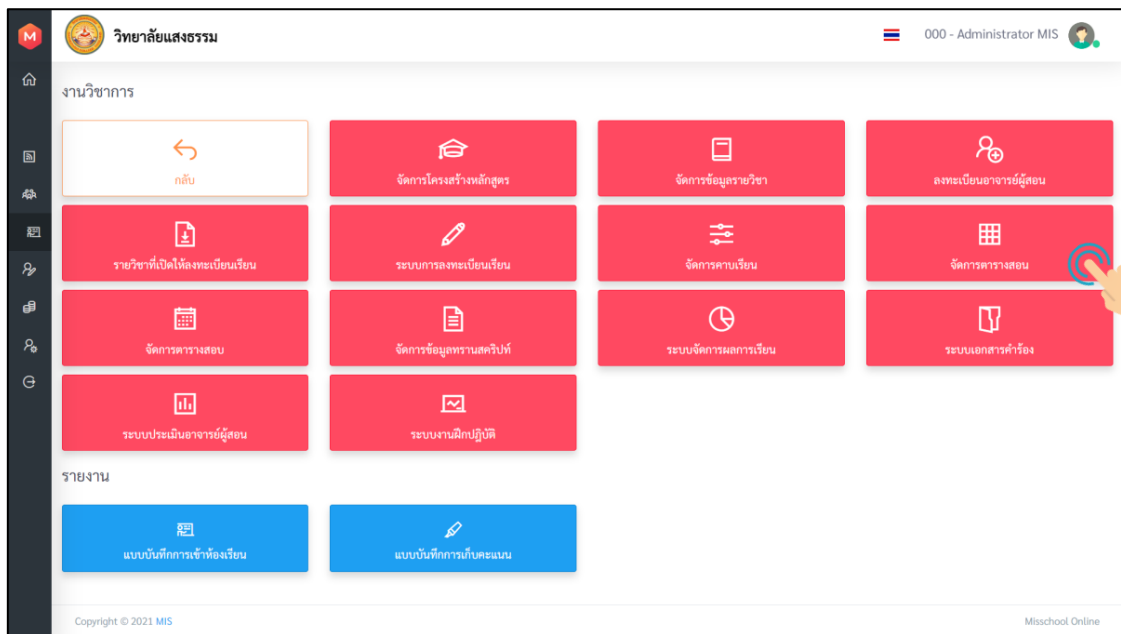 M
วิทยาลัยแสงธรรม
000 - Administrator MIS
งานวิชาการ
กลับ
จัดการโครงสร้างหลักสูตร
จัดการข้อมูลรายวิชา
ลงทะเบียนอาจารย์ผู้สอน
รายวิชาที่เปิดให้ลงทะเบียนเรียน
ระบบการลงทะเบียนเรียน
จัดการคาบเรียน
จัดการตารางสอน
จัดการตารางสอบ
จัดการข้อมูลทรานสคริปท์
ระบบจัดการผลการเรียน
ระบบเอกสารคำร้อง
ระบบประเมินอาจารย์ผู้สอน
ระบบงานฝึกปฏิบัติ
รายงาน
แบบบันทึกการเข้าห้องเรียน
แบบบันทึกการเก็บคะแนน
Copyright © 2021 MIS
Misschool Online